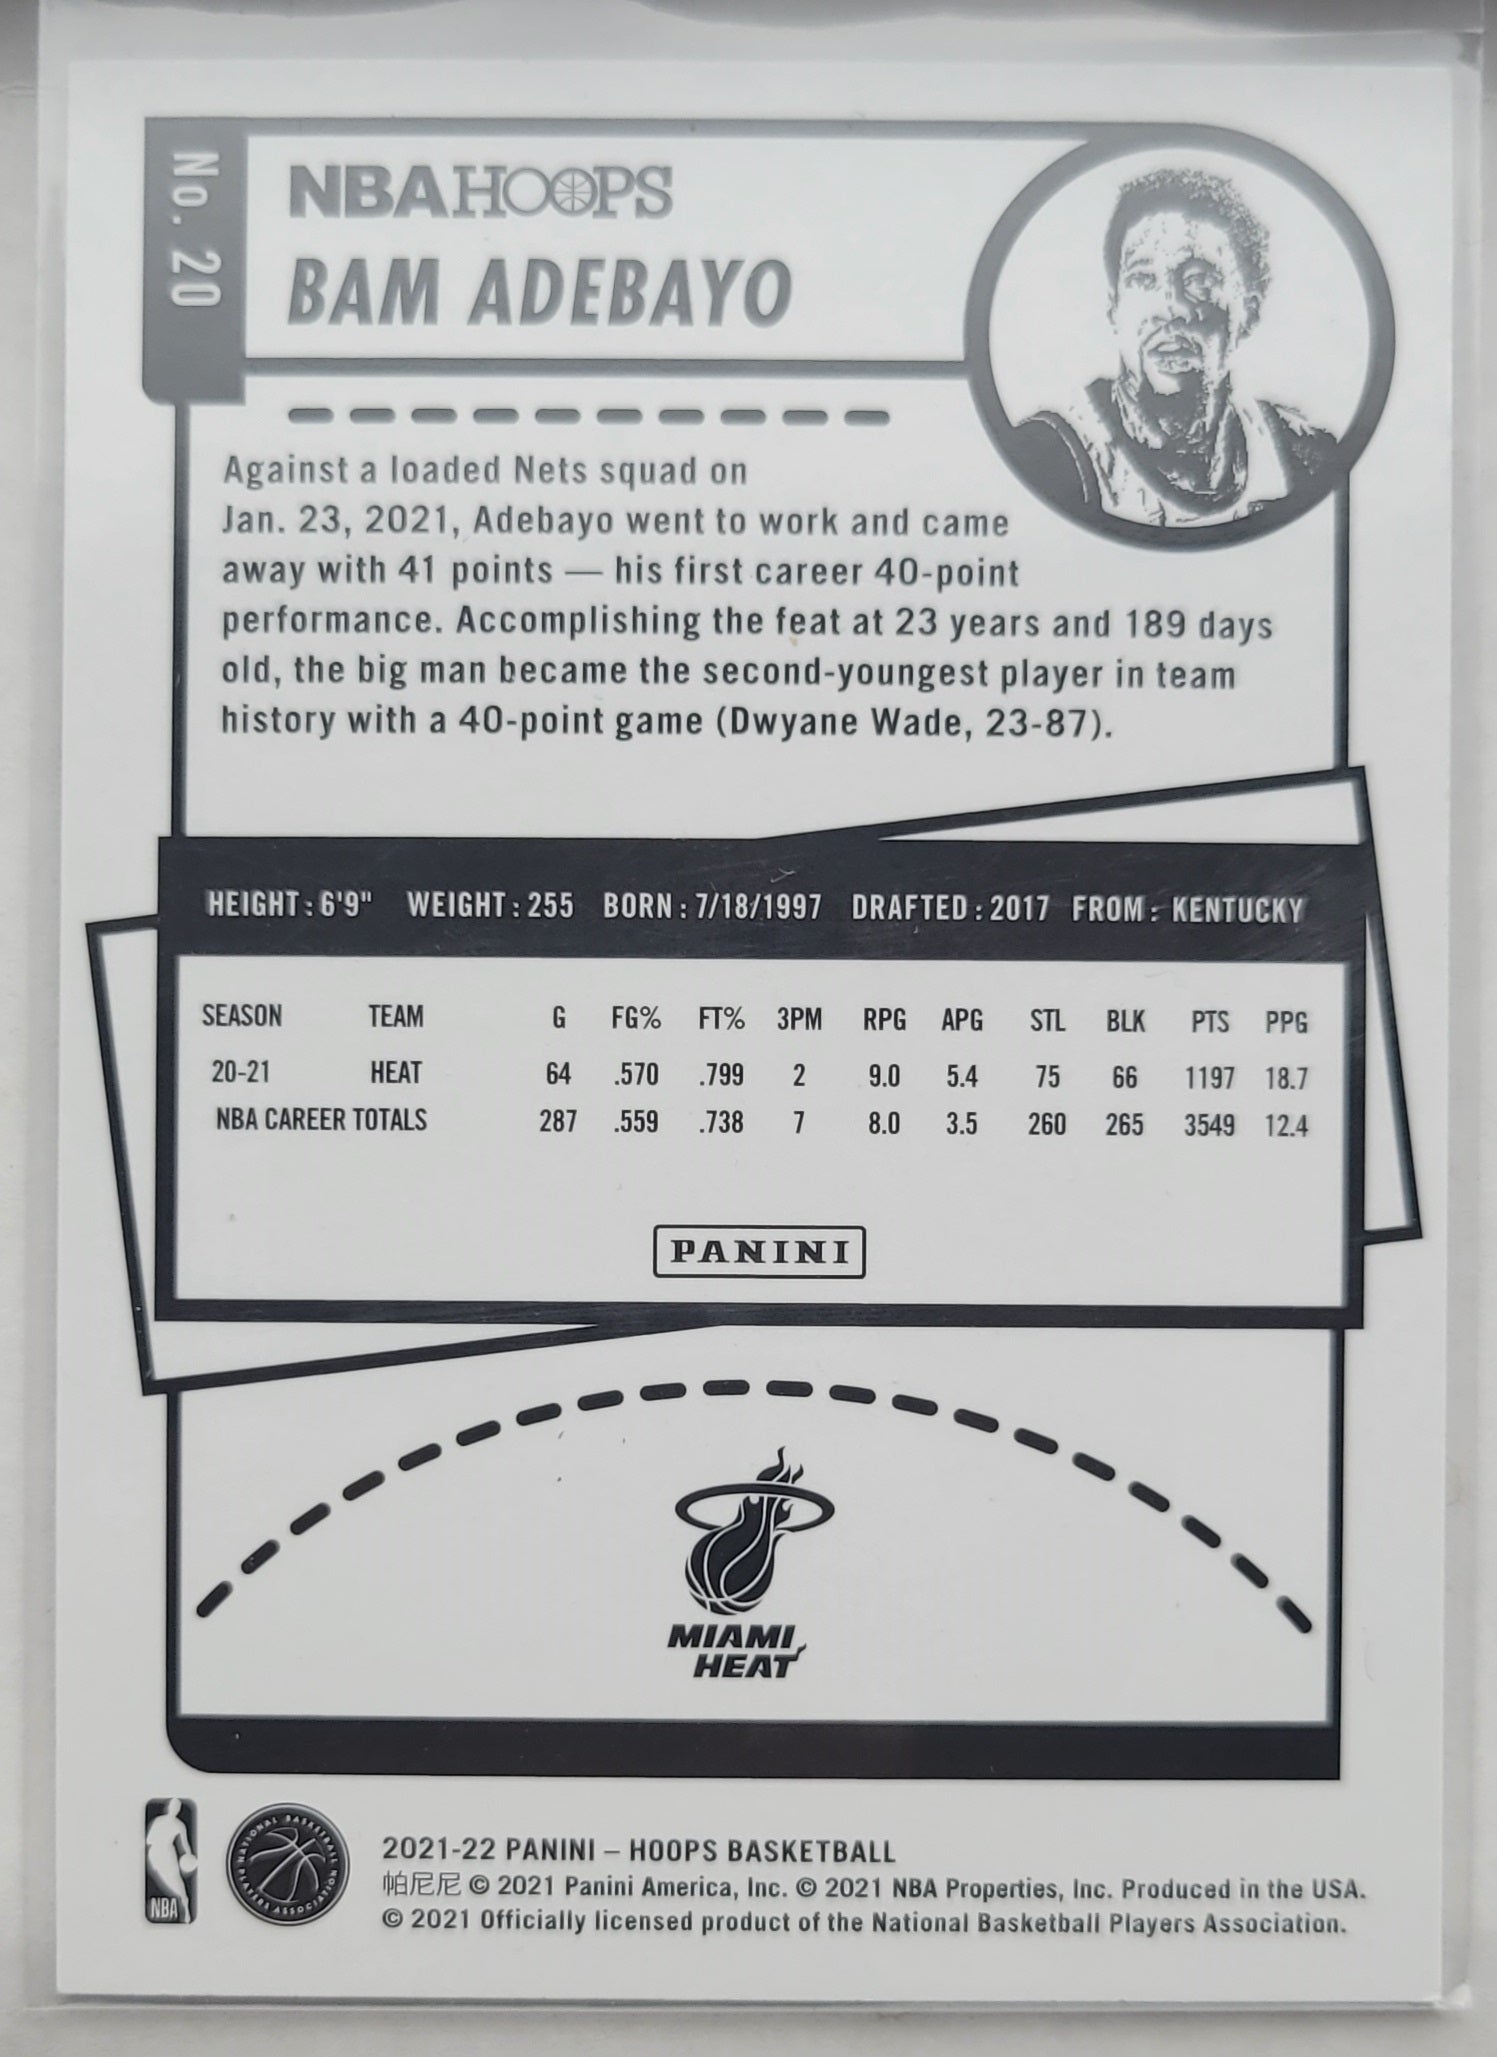 No. 20
NBA HOOPS
BAM ADEBAYO
Against a loaded Nets squad on
Jan. 23, 2021, Adebayo went to work and came
away with 41 points — his first career 40-point
performance. Accomplishing the feat at 23 years and 189 days
old, the big man became the second-youngest player in team
history with a 40-point game (Dwyane Wade, 23-87).
HEIGHT: 6'9" WEIGHT: 255 BORN: 7/18/1997 DRAFTED: 2017 FROM: KENTUCKY
SEASON TEAM G FG% FT% 3PM RPG APG STL BLK PTS PPG
20-21 HEAT 64 .570 .799 2 9.0 5.4 75 66 1197 18.7
NBA CAREER TOTALS 287 .559 .738 7 8.0 3.5 260 265 3549 12.4
PANINI
MIAMI
HEAT
NBA
NATIONAL BASKETBALL PLAYERS ASSOCIATION
2021-22 PANINI – HOOPS BASKETBALL
帕尼尼 © 2021 Panini America, Inc. © 2021 NBA Properties, Inc. Produced in the USA.
© 2021 Officially licensed product of the National Basketball Players Association.